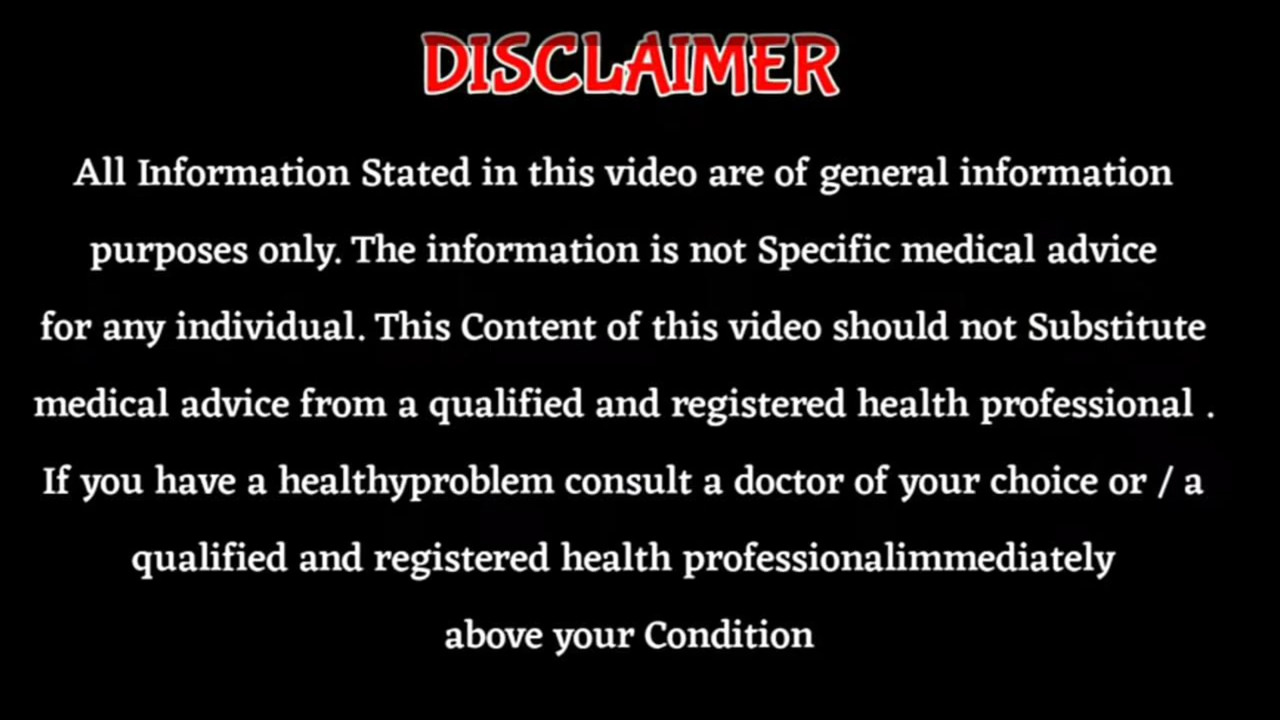 DISCLAIMER
All Information Stated in this video are of general information
purposes only. The information is not Specific medical advice
for any individual. This Content of this video should not Substitute
medical advice from a qualified and registered health professional .
If you have a healthyproblem consult a doctor of your choice or / a
qualified and registered health professionalimmediately
above your Condition